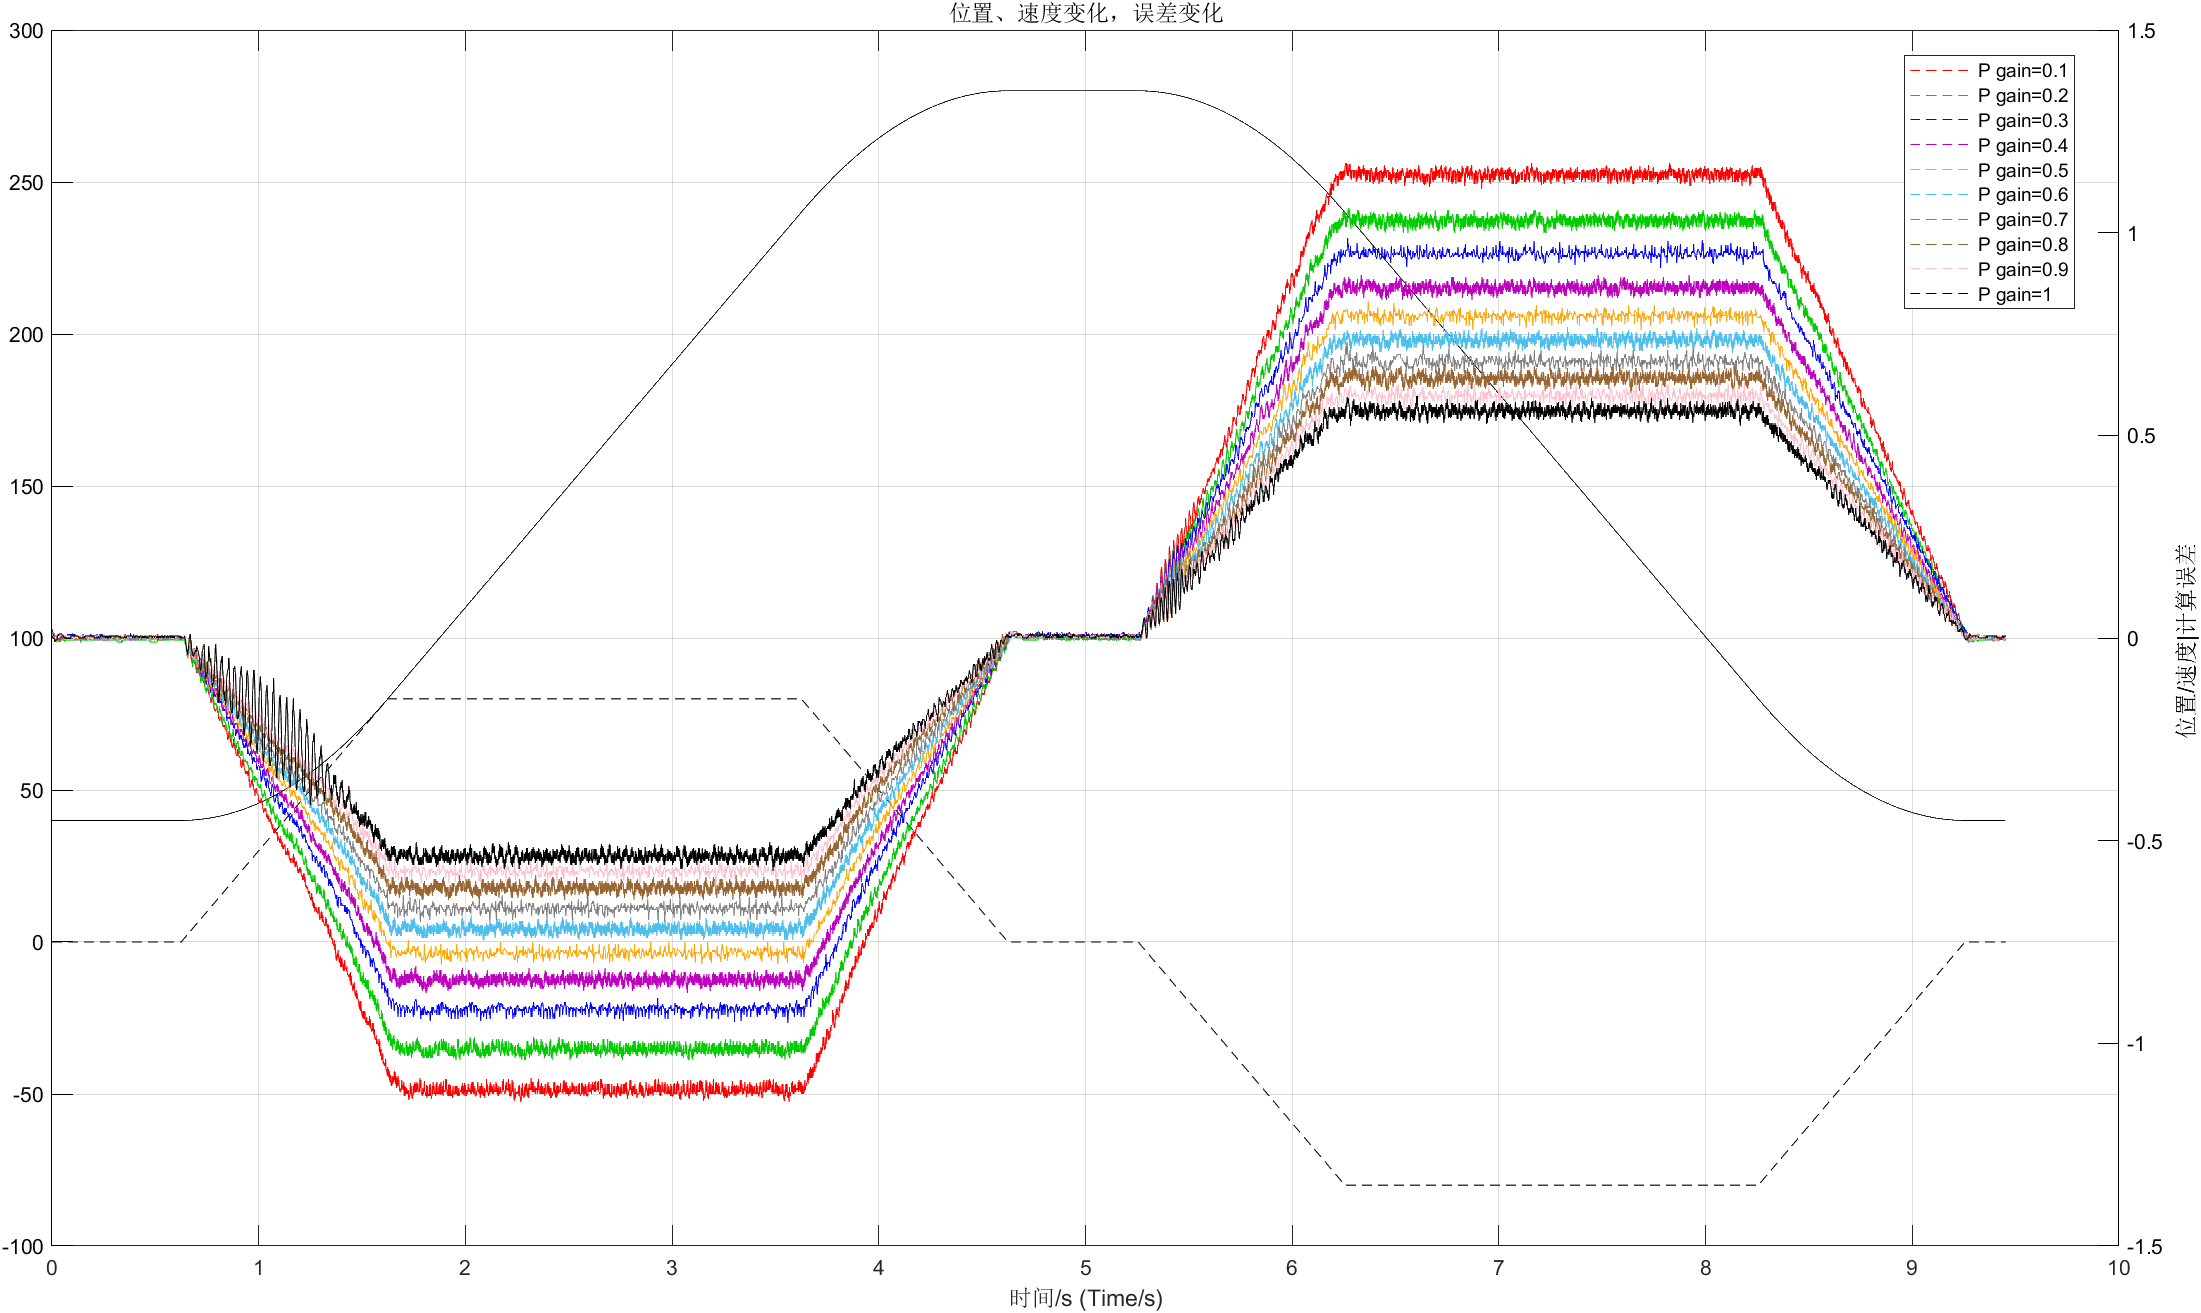 位置、速度变化，误差变化
300
250
200
150
100
50
0
-50
-100
1.5
1
0.5
0
-0.5
-1
-1.5
位置/速度|计算误差
P gain=0.1
P gain=0.2
P gain=0.3
P gain=0.4
P gain=0.5
P gain=0.6
P gain=0.7
P gain=0.8
P gain=0.9
P gain=1
0 1 2 3 4 5 6 7 8 9 10
时间/s (Time/s)